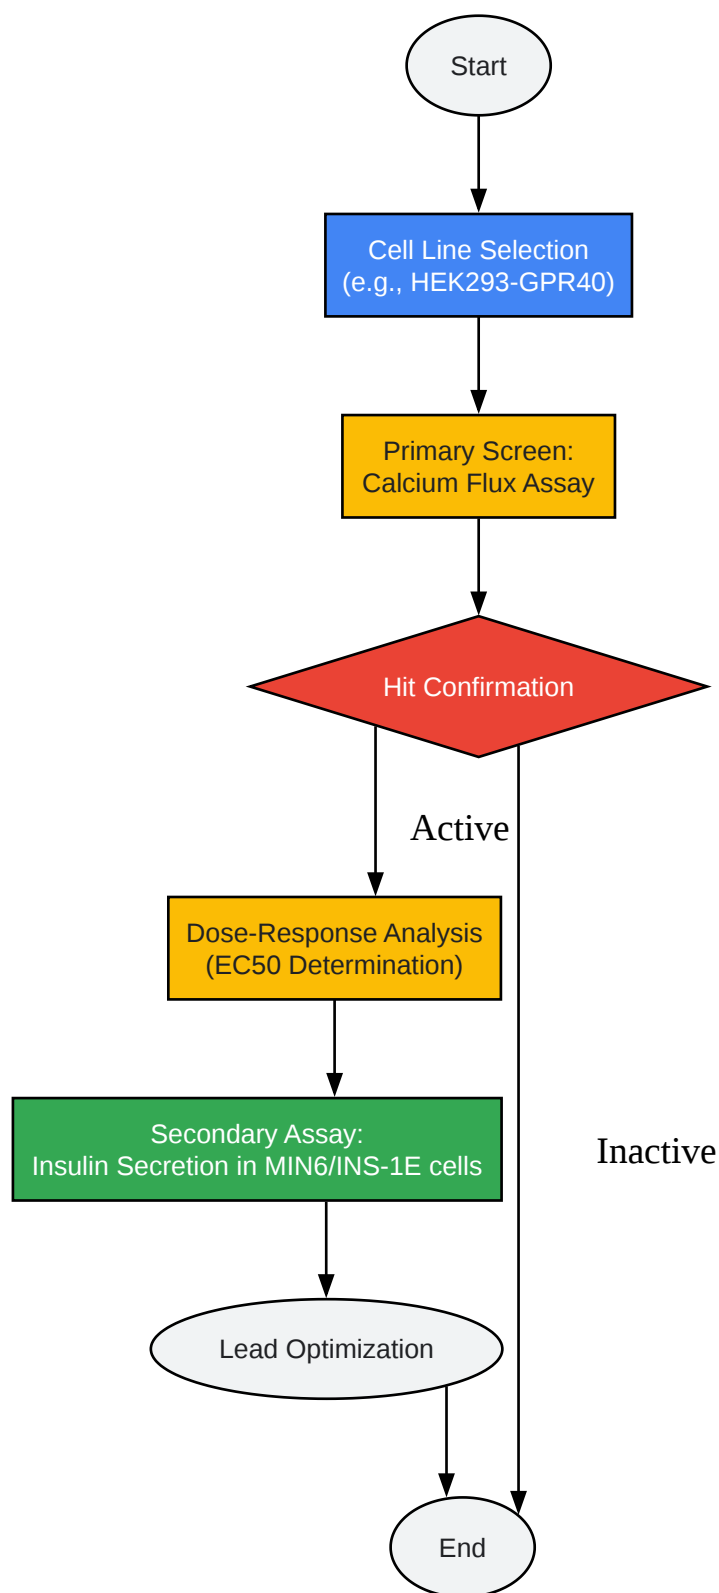 Start
Cell Line Selection
(e.g., HEK293-GPR40)
Primary Screen:
Calcium Flux Assay
Hit Confirmation
Active
Dose-Response Analysis
(EC50 Determination)
Secondary Assay:
Insulin Secretion in MIN6/INS-1E cells
Inactive
Lead Optimization
End